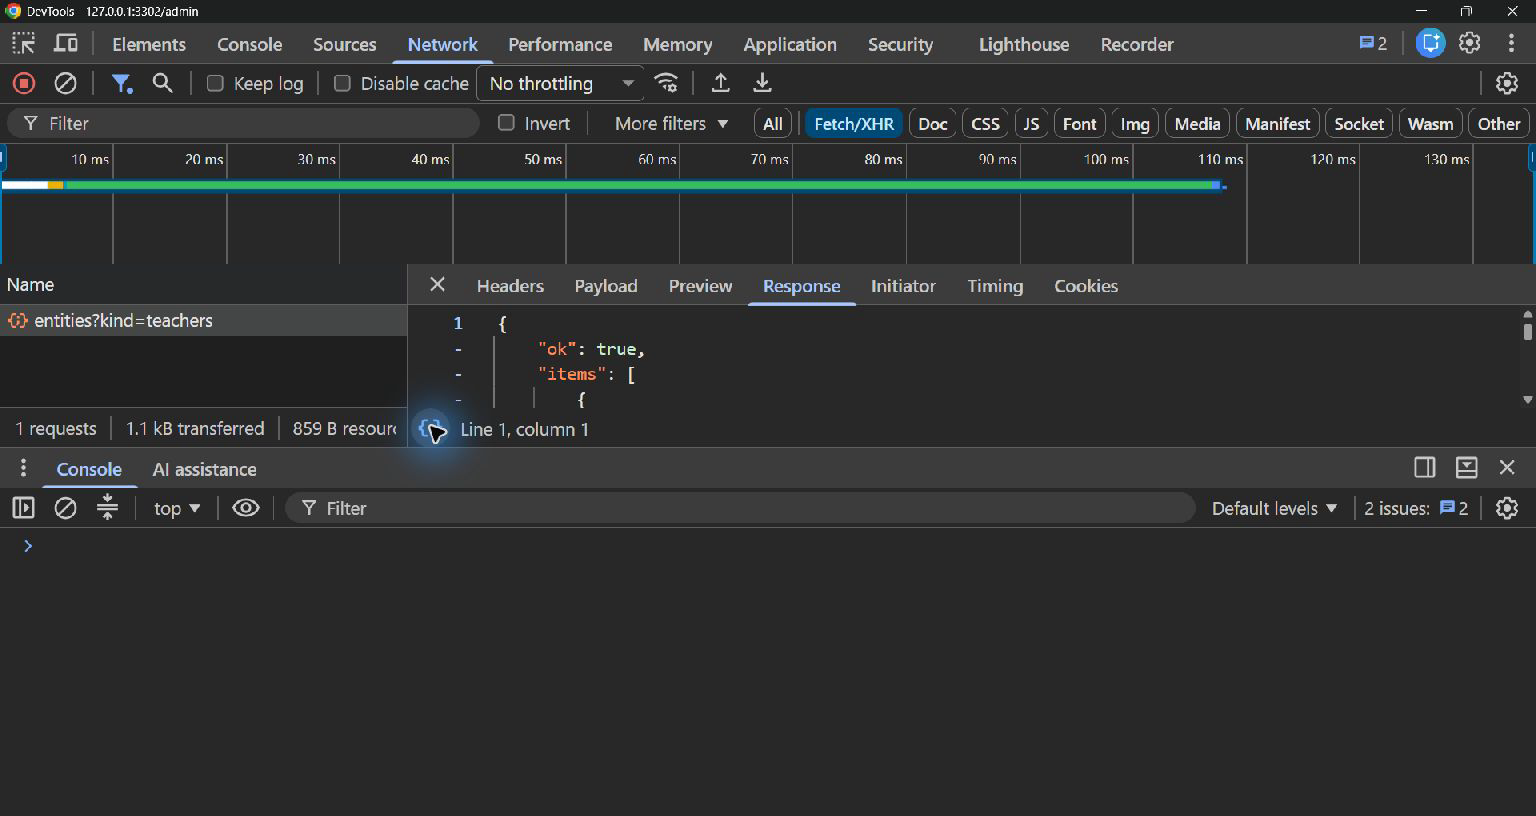 DevTools 127.0.0.1:3302/admin
Elements Console Sources Network Performance Memory Application Security Lighthouse Recorder 2
Keep log Disable cache No throttling
Filter Invert More filters All Fetch/XHR Doc CSS JS Font Img Media Manifest Socket Wasm Other
10 ms 20 ms 30 ms 40 ms 50 ms 60 ms 70 ms 80 ms 90 ms 100 ms 110 ms 120 ms 130 ms
Name
Headers Payload Preview Response Initiator Timing Cookies
entities?kind=teachers
1 {
- "ok": true,
- "items": [
- {
1 requests 1.1 kB transferred 859 B resourc
Line 1, column 1
Console AI assistance
top Filter Default levels 2 issues: 2